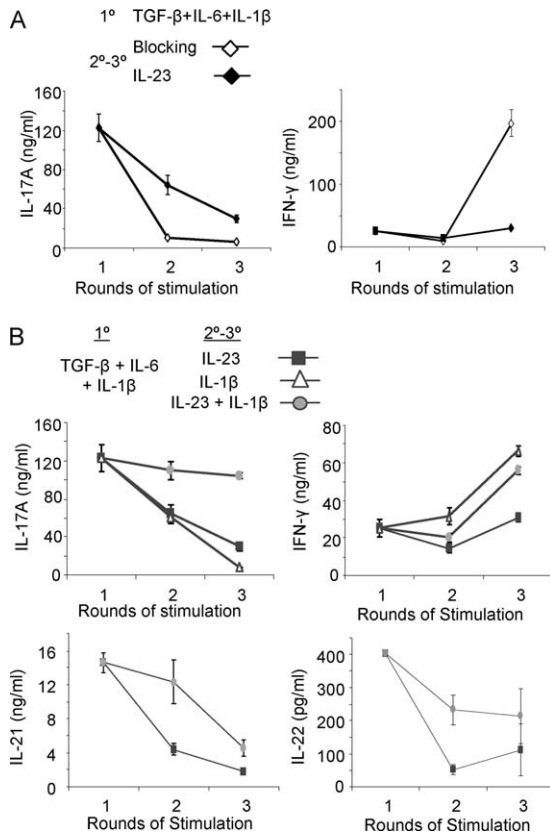 A
1º TGF-β+IL-6+IL-1β
2º-3º
Blocking
IL-23
IL-17A (ng/ml)
160
120
80
40
0
1 2 3
Rounds of stimulation
IFN-γ (ng/ml)
200
100
0
1 2 3
Rounds of stimulation
B
1º
TGF-β + IL-6
+ IL-1β
2º-3º
IL-23
IL-1β
IL-23 + IL-1β
IL-17A (ng/ml)
160
120
80
40
0
1 2 3
Rounds of stimulation
IFN-γ (ng/ml)
80
60
40
20
0
1 2 3
Rounds of Stimulation
IL-21 (ng/ml)
16
12
8
4
0
1 2 3
Rounds of Stimulation
IL-22 (pg/ml)
400
300
200
100
0
1 2 3
Rounds of Stimulation